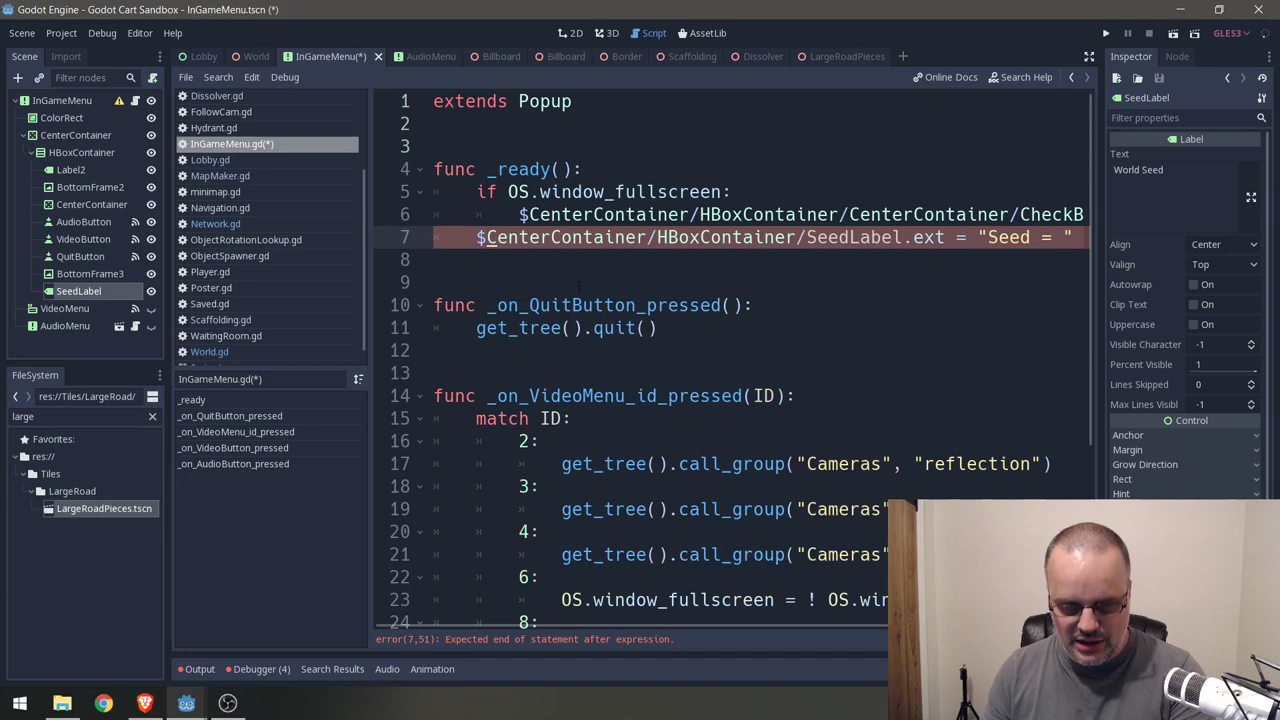 Godot Engine - Godot Cart Sandbox - InGameMenu.tscn (*)
Scene Project Debug Editor Help
2D 3D Script AssetLib
GLES3
Scene Import
Lobby World InGameMenu(*) AudioMenu Billboard Billboard Border Scaffolding Dissolver LargeRoadPieces
Inspector Node
Filter nodes
File Search Edit Debug
Online Docs Search Help
InGameMenu
ColorRect
CenterContainer
HBoxContainer
Label2
BottomFrame2
CenterContainer
AudioButton
VideoButton
QuitButton
BottomFrame3
SeedLabel
VideoMenu
AudioMenu
FileSystem
res://Tiles/LargeRoad/
large
Favorites:
res://
Tiles
LargeRoad
LargeRoadPieces.tscn
Dissolver.gd
FollowCam.gd
Hydrant.gd
InGameMenu.gd(*)
Lobby.gd
MapMaker.gd
minimap.gd
Navigation.gd
Network.gd
ObjectRotationLookup.gd
ObjectSpawner.gd
Player.gd
Poster.gd
Saved.gd
Scaffolding.gd
WaitingRoom.gd
World.gd
InGameMenu.gd(*)
_ready
_on_QuitButton_pressed
_on_VideoMenu_id_pressed
_on_VideoButton_pressed
_on_AudioButton_pressed
1 extends Popup
2
3
4 func _ready():
5 if OS.window_fullscreen:
6 $CenterContainer/HBoxContainer/CenterContainer/CheckB
7 $CenterContainer/HBoxContainer/SeedLabel.ext = "Seed = "
8
9
10 func _on_QuitButton_pressed():
11 get_tree().quit()
12
13
14 func _on_VideoMenu_id_pressed(ID):
15 match ID:
16 2:
17 get_tree().call_group("Cameras", "reflection")
18 3:
19 get_tree().call_group("Cameras"
20 4:
21 get_tree().call_group("Cameras"
22 6:
23 OS.window_fullscreen = ! OS.win
24 8:
error(7,51): Expected end of statement after expression.
Output Debugger (4) Search Results Audio Animation
SeedLabel
Filter properties
Label
Text
World Seed
Align Center
Valign Top
Autowrap On
Clip Text On
Uppercase On
Visible Character -1
Percent Visible 1
Lines Skipped 0
Max Lines Visibl -1
Control
Anchor
Margin
Grow Direction
Rect
Hint